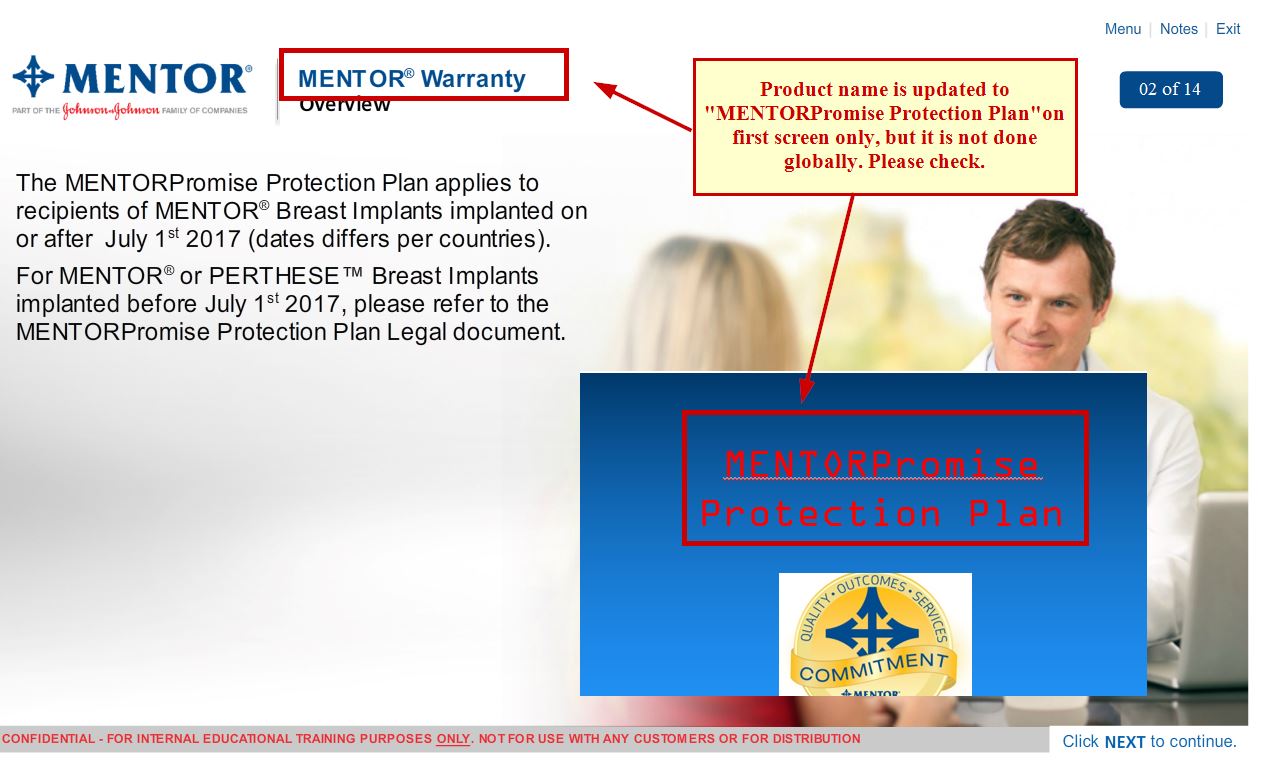 Menu | Notes | Exit
MENTOR®
PART OF THE Johnson & Johnson FAMILY OF COMPANIES
MENTOR® Warranty
Overview
Product name is updated to
"MENTORPromise Protection Plan"on
first screen only, but it is not done
globally. Please check.
02 of 14
The MENTORPromise Protection Plan applies to
recipients of MENTOR® Breast Implants implanted on
or after  July 1st 2017 (dates differs per countries).
For MENTOR® or PERTHESE™ Breast Implants
implanted before July 1st 2017, please refer to the
MENTORPromise Protection Plan Legal document.
MENTORPromise
Protection Plan
QUALITY • OUTCOMES • SERVICES
COMMITMENT
MENTOR
CONFIDENTIAL - FOR INTERNAL EDUCATIONAL TRAINING PURPOSES ONLY. NOT FOR USE WITH ANY CUSTOMERS OR FOR DISTRIBUTION
Click NEXT to continue.